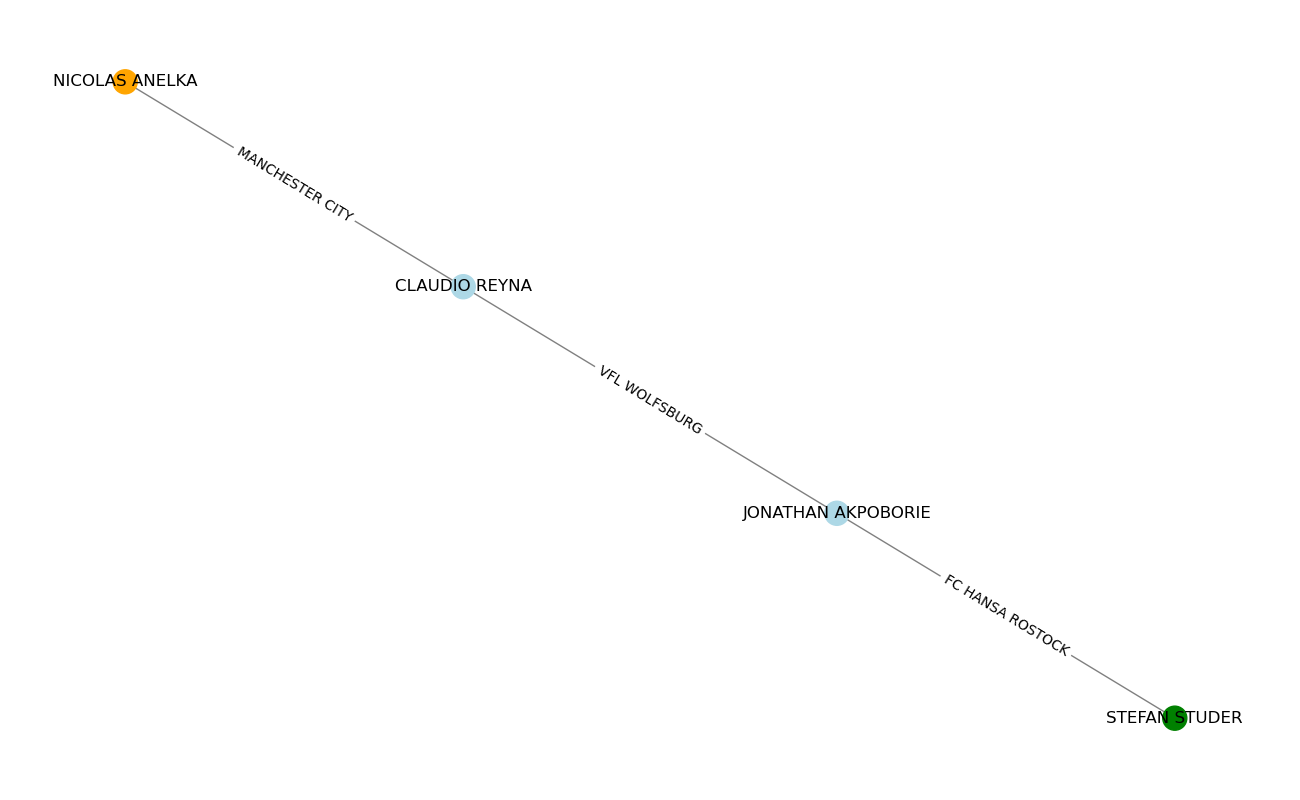 NICOLAS ANELKA
MANCHESTER CITY
CLAUDIO REYNA
VFL WOLFSBURG
JONATHAN AKPOBORIE
FC HANSA ROSTOCK
STEFAN STUDER